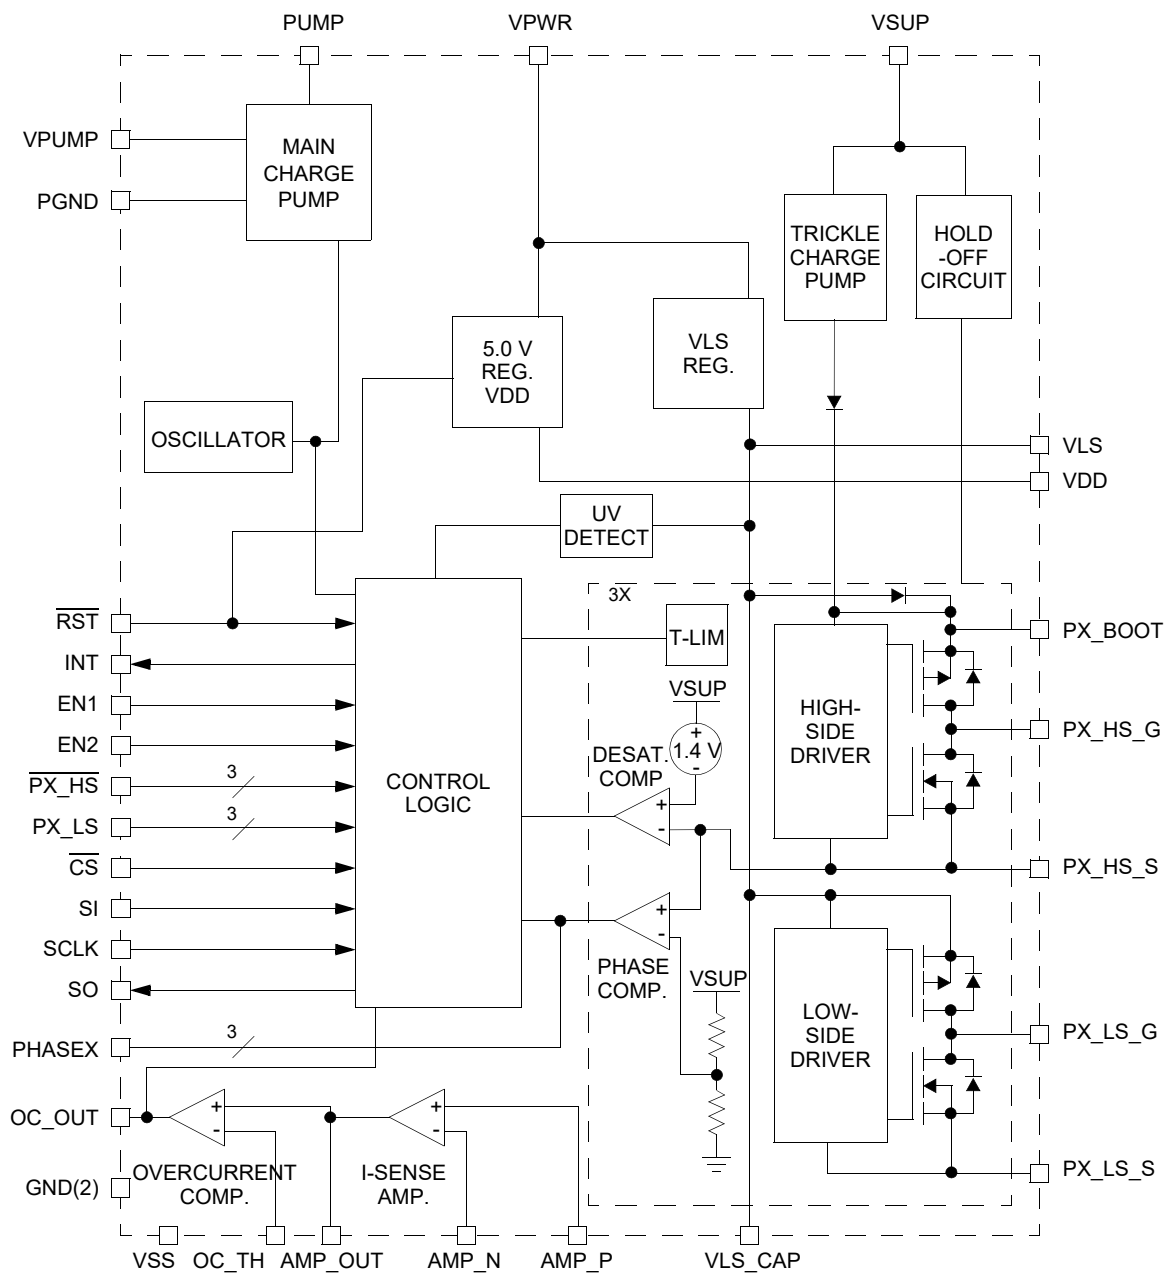 PUMP
VPWR
VSUP
VPUMP
PGND
MAIN
CHARGE
PUMP
TRICKLE
CHARGE
PUMP
HOLD
-OFF
CIRCUIT
5.0 V
REG.
VDD
VLS
REG.
OSCILLATOR
VLS
VDD
UV
DETECT
3X
T-LIM
RST
INT
EN1
EN2
PX_HS
3
PX_LS
3
CS
SI
SCLK
SO
PHASEX
3
OC_OUT
GND(2)
CONTROL
LOGIC
VSUP
+
1.4 V
-
DESAT.
COMP
+
-
+
-
PHASE
COMP.
VSUP
HIGH-
SIDE
DRIVER
LOW-
SIDE
DRIVER
PX_BOOT
PX_HS_G
PX_HS_S
PX_LS_G
PX_LS_S
+
-
OVERCURRENT
COMP.
+
-
I-SENSE
AMP.
VSS
OC_TH
AMP_OUT
AMP_N
AMP_P
VLS_CAP